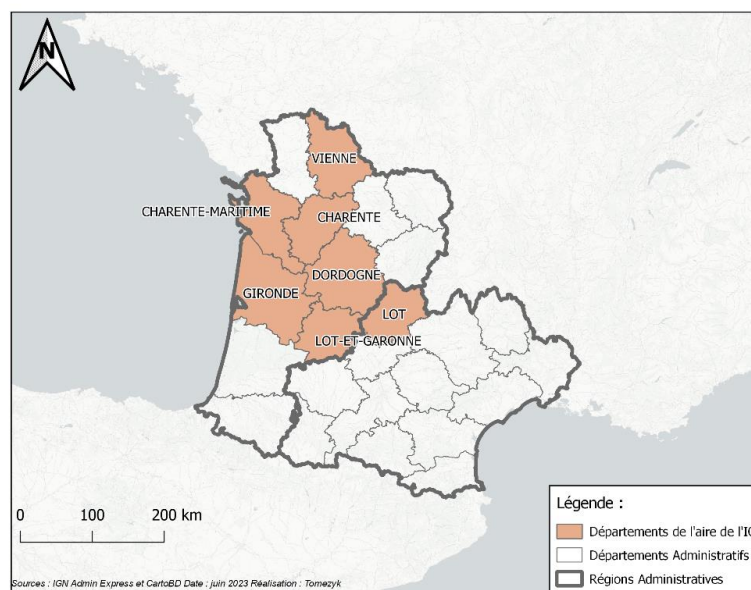 N
VIENNE
CHARENTE-MARITIME
CHARENTE
DORDOGNE
GIRONDE
LOT
LOT-ET-GARONNE
0 100 200 km
Légende :
Départements de l'aire de l'IG
Départements Administratifs
Régions Administratives
Sources : IGN Admin Express et CartoBD Date : juin 2023 Réalisation : Tomezyk